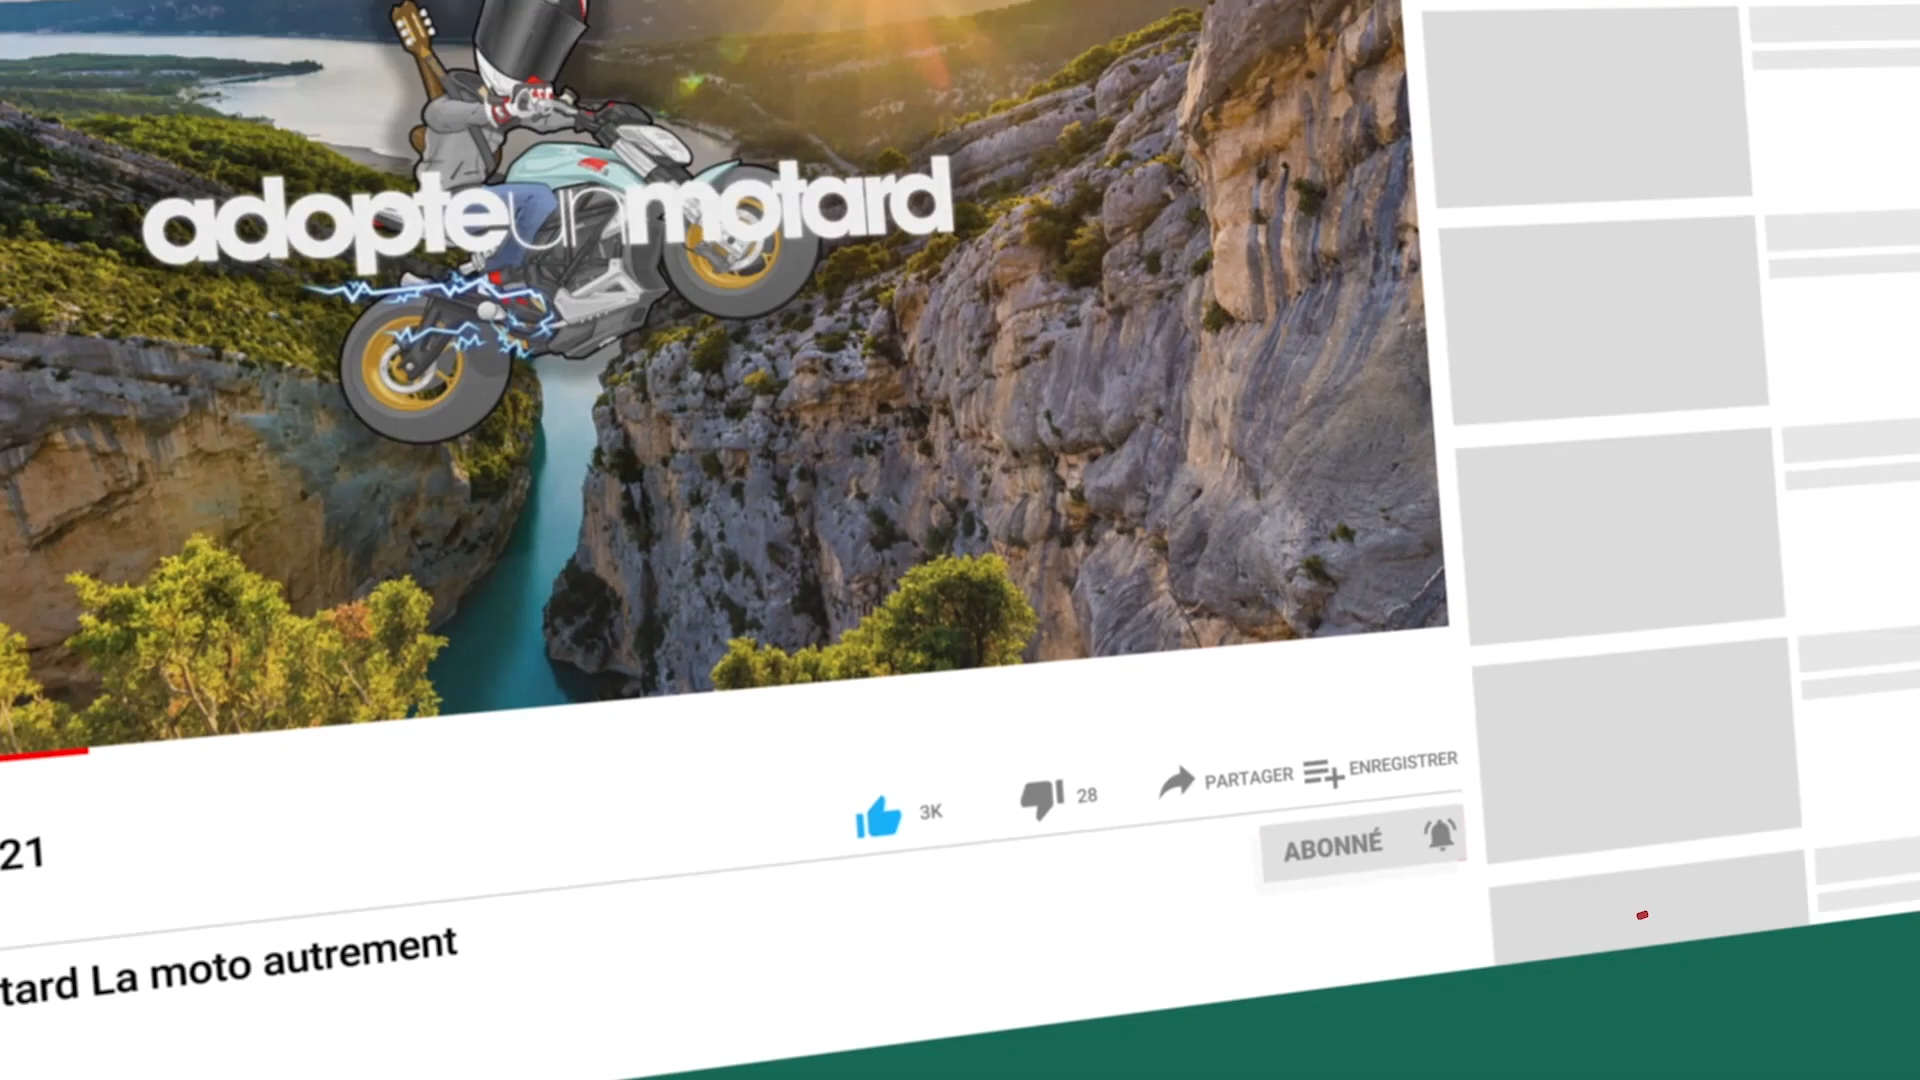 adopteunmotard
3K
28
PARTAGER
ENREGISTRER
21
ABONNÉ
tard La moto autrement